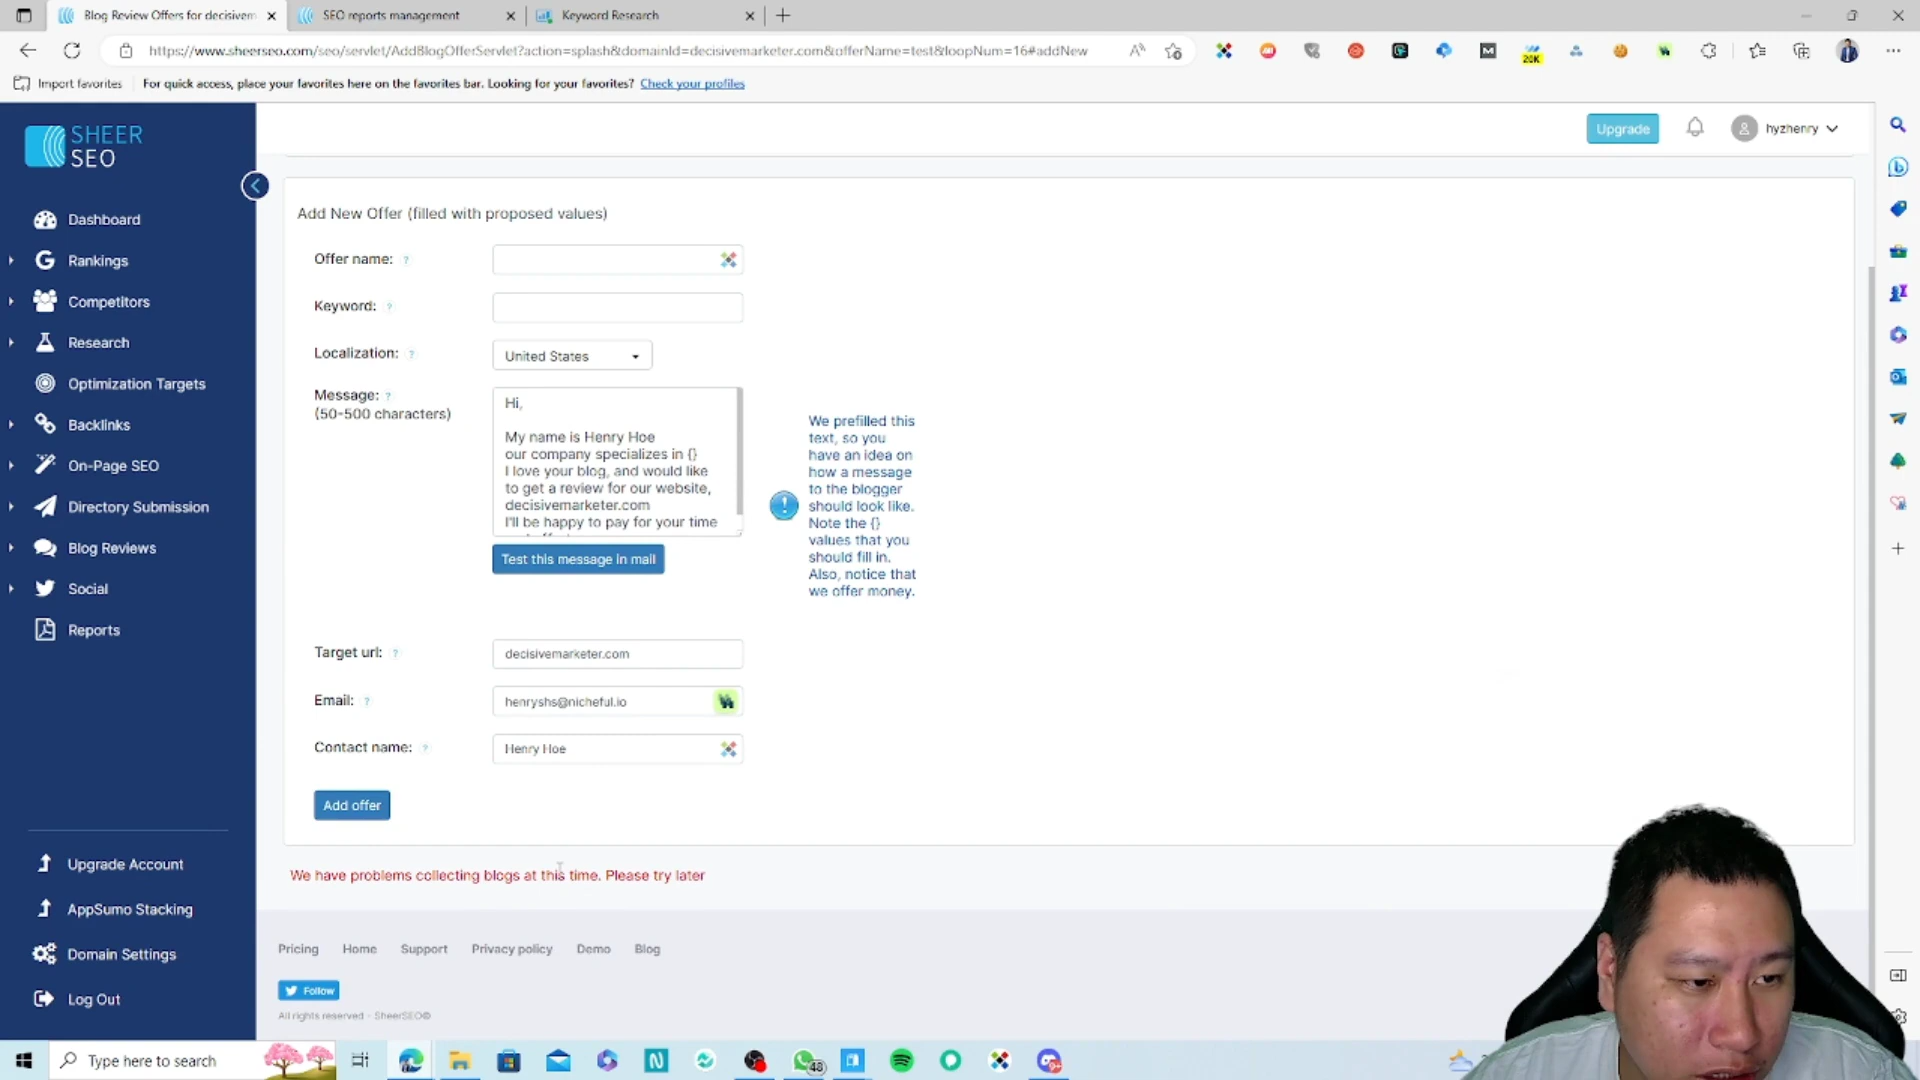 Blog Review Offers for decisivem
SEO reports management
Keyword Research
https://www.sheerseo.com/seo/servlet/AddBlogOfferServlet?action=splash&domainId=decisivemarketer.com&offerName=test&loopNum=16#addNew
20K
Import favorites
For quick access, place your favorites here on the favorites bar. Looking for your favorites? Check your profiles
SHEER
SEO
Upgrade
hyzhenry
Dashboard
Rankings
Competitors
Research
Optimization Targets
Backlinks
On-Page SEO
Directory Submission
Blog Reviews
Social
Reports
Upgrade Account
AppSumo Stacking
Domain Settings
Log Out
Add New Offer (filled with proposed values)
Offer name: ?
Keyword: ?
Localization: ?
United States
Message: ?
(50-500 characters)
Hi,
My name is Henry Hoe
our company specializes in {}
I love your blog, and would like
to get a review for our website,
decisivemarketer.com
I'll be happy to pay for your time
We prefilled this
text, so you
have an idea on
how a message
to the blogger
should look like.
Note the {}
values that you
should fill in.
Also, notice that
we offer money.
Test this message in mail
Target url: ?
decisivemarketer.com
Email: ?
henryshs@nicheful.io
Contact name: ?
Henry Hoe
Add offer
We have problems collecting blogs at this time. Please try later
Pricing
Home
Support
Privacy policy
Demo
Blog
Follow
All rights reserved - SheerSEO©
Type here to search
48